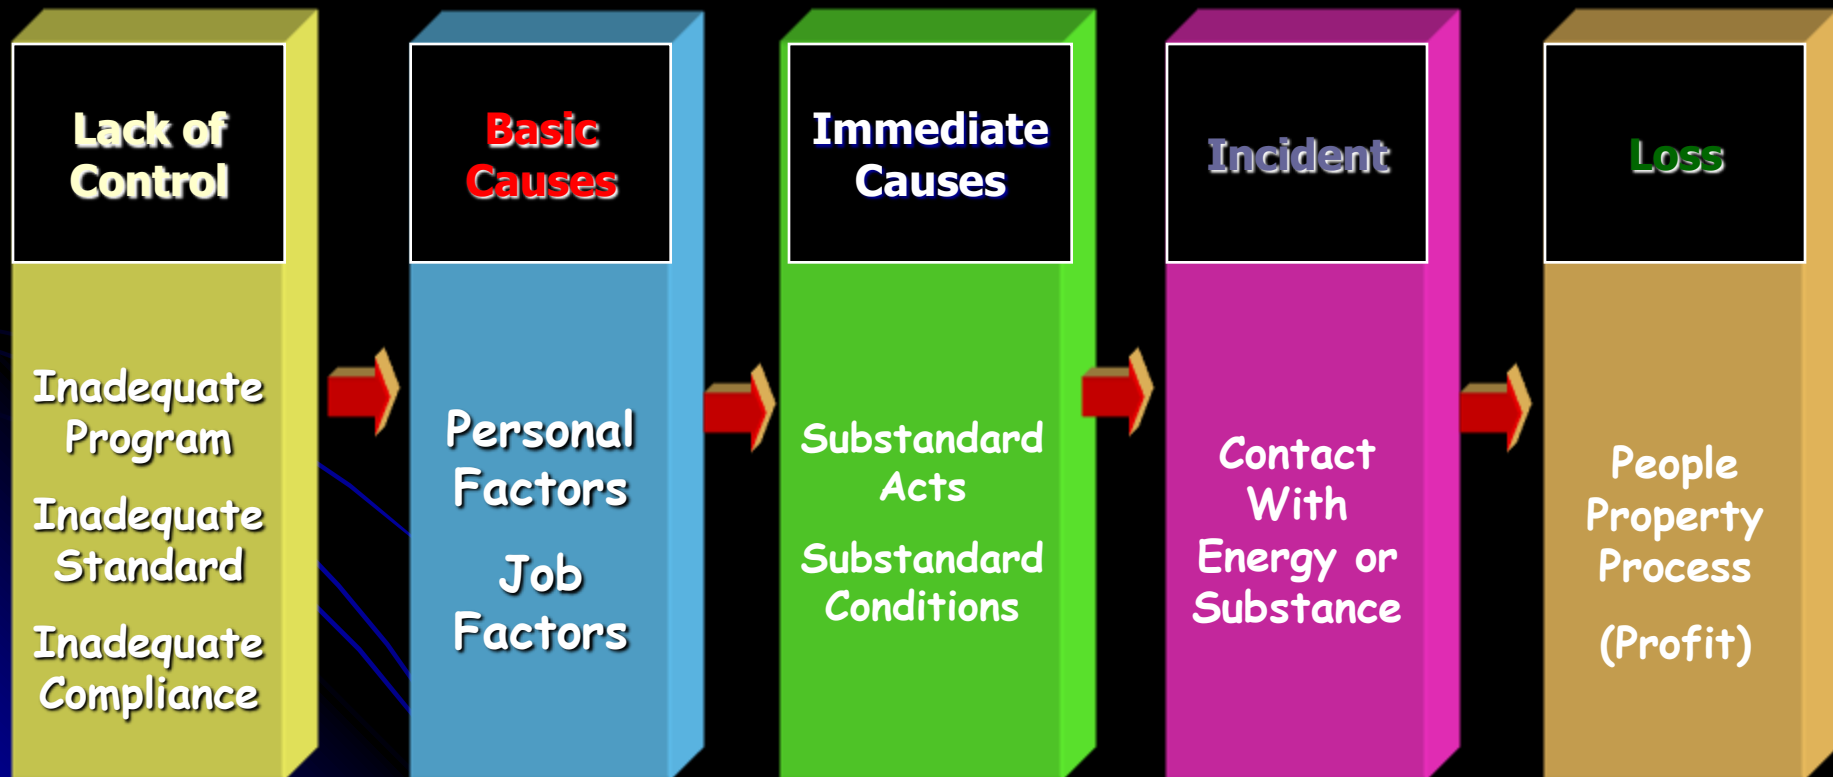 Lack of
Control
Inadequate
Program
Inadequate
Standard
Inadequate
Compliance
Basic
Causes
Personal
Factors
Job
Factors
Immediate
Causes
Substandard
Acts
Substandard
Conditions
Incident
Contact
With
Energy or
Substance
Loss
People
Property
Process
(Profit)